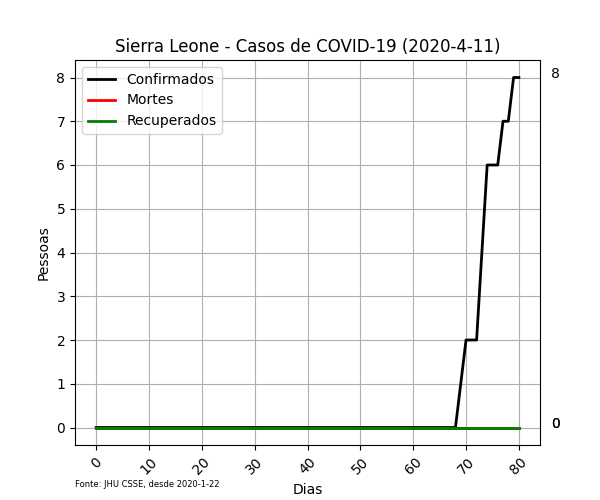 Sierra Leone - Casos de COVID-19 (2020-4-11)
Confirmados
Mortes
Recuperados
8
7
6
5
4
3
2
1
0
Pessoas
8
0
0 10 20 30 40 50 60 70 80
Dias
Fonte: JHU CSSE, desde 2020-1-22